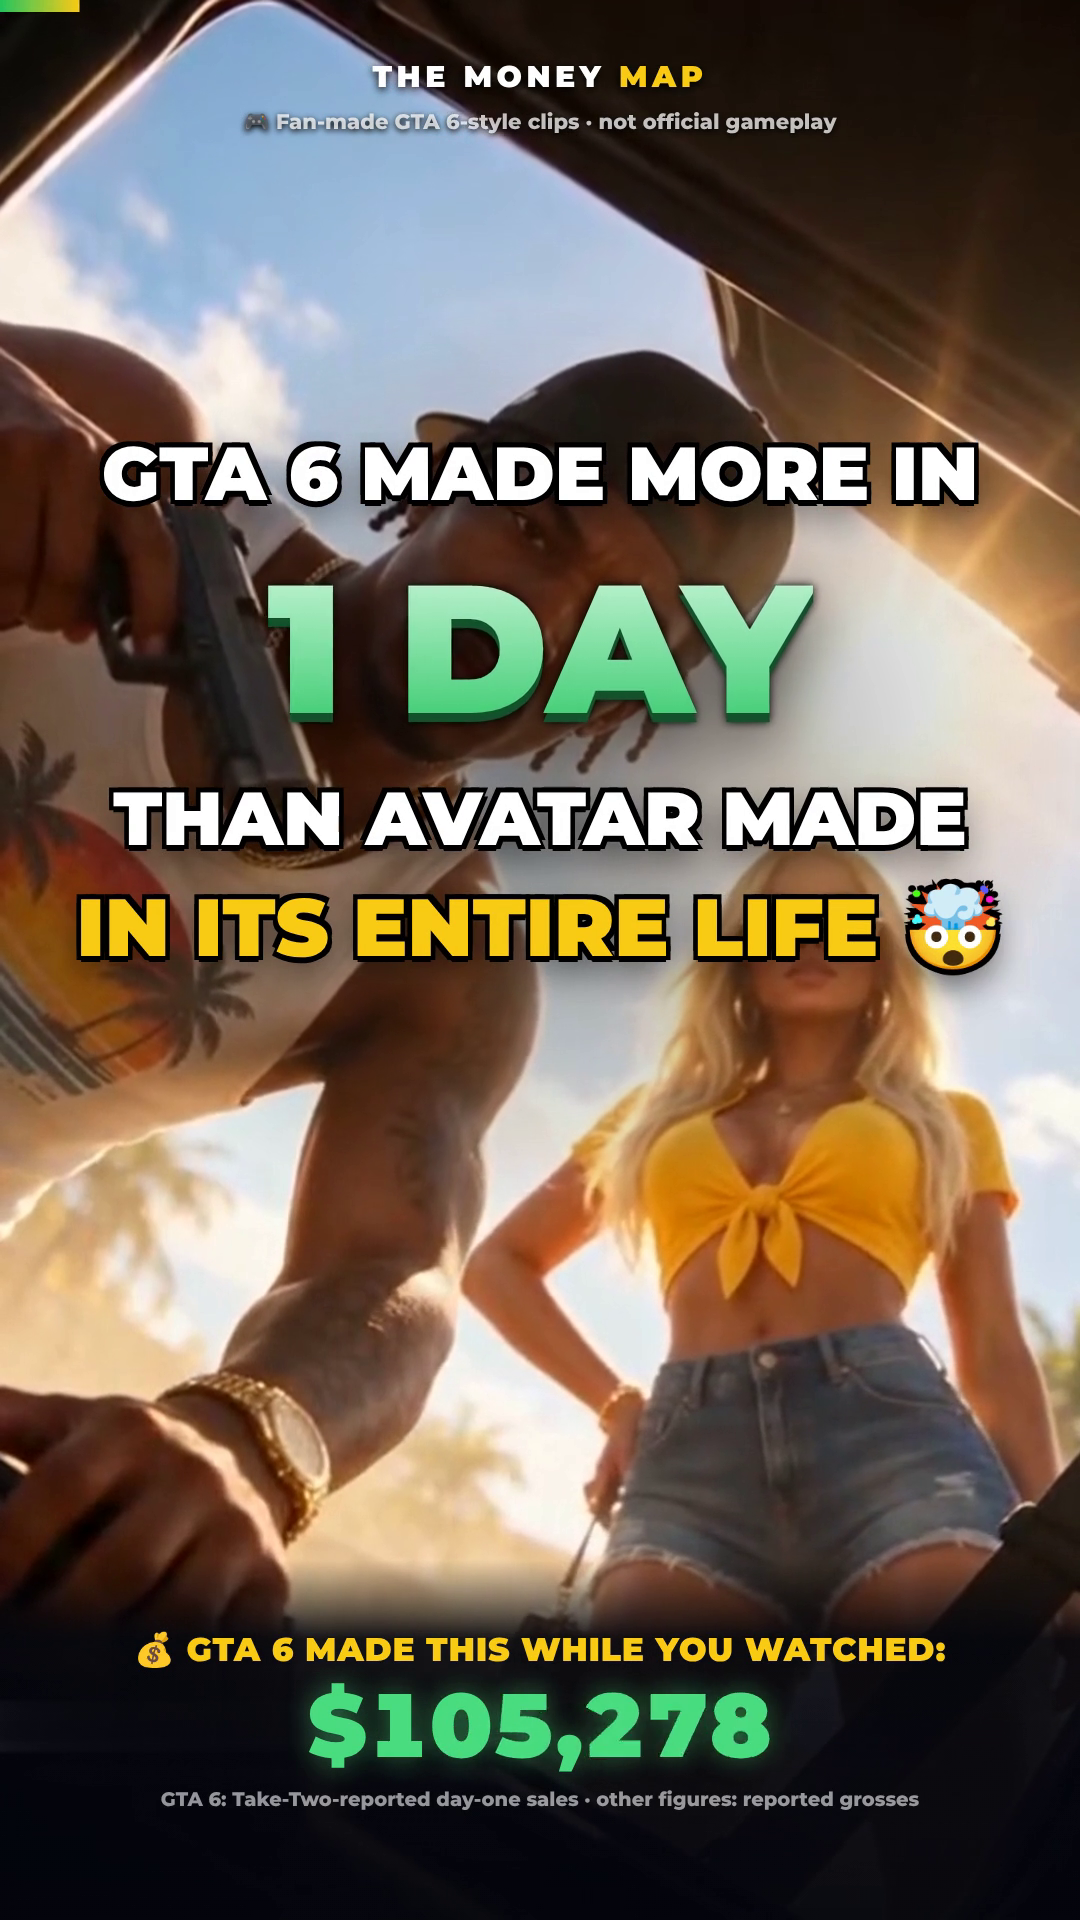 THE MONEY MAP
🎮 Fan-made GTA 6-style clips · not official gameplay
GTA 6 MADE MORE IN
1 DAY
THAN AVATAR MADE
IN ITS ENTIRE LIFE 🤯
💰 GTA 6 MADE THIS WHILE YOU WATCHED:
$105,278
GTA 6: Take-Two-reported day-one sales · other figures: reported grosses